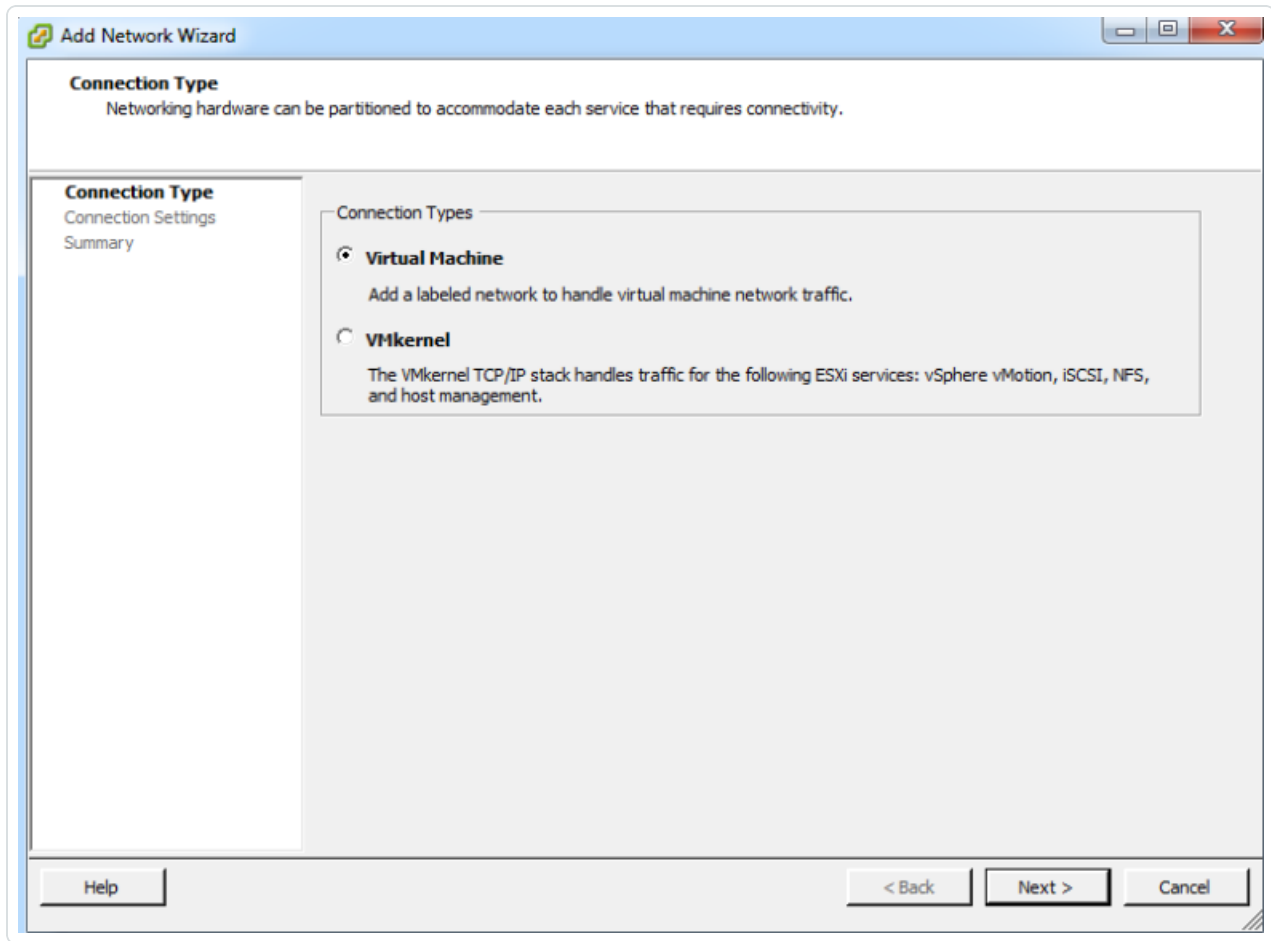 Add Network Wizard
Connection Type
Networking hardware can be partitioned to accommodate each service that requires connectivity.
Connection Type
Connection Settings
Summary
Connection Types
Virtual Machine
Add a labeled network to handle virtual machine network traffic.
VMkernel
The VMkernel TCP/IP stack handles traffic for the following ESXi services: vSphere vMotion, iSCSI, NFS,
and host management.
Help
< Back
Next >
Cancel